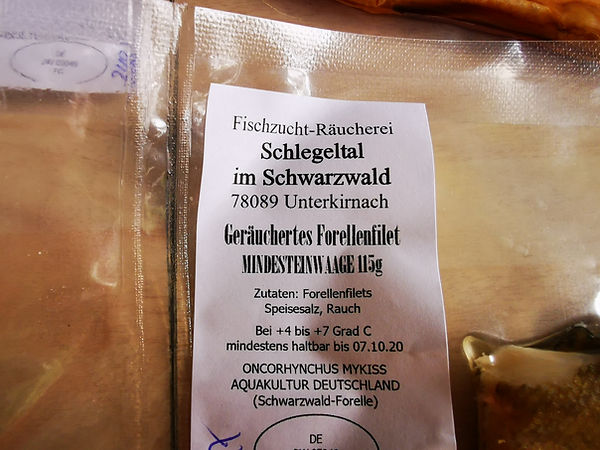 DE
Fischzucht-Räucherei
Schlegeltal
im Schwarzwald
78089 Unterkirnach
Geräuchertes Forellenfilet
MINDESTEINWAAGE 115g
Zutaten: Forellenfilets
Speisesalz, Rauch
Bei +4 bis +7 Grad C
mindestens haltbar bis 07.10.20
ONCORHYNCHUS MYKISS
AQUAKULTUR DEUTSCHLAND
(Schwarzwald-Forelle)
DE